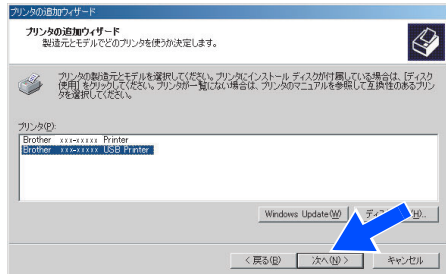 プリンタの追加ウィザード
プリンタの追加ウィザード
製造元とモデルでどのプリンタを使うか決定します。
プリンタの製造元とモデルを選択してください。プリンタにインストール ディスクが付属している場合は、[ディスク
使用] をクリックしてください。プリンタが一覧にない場合は、プリンタのマニュアルを参照して互換性のあるプリン
タを選択してください。
プリンタ(P):
Brother xxx-xxxxx Printer
Brother xxx-xxxxx USB Printer
Windows Update(W)
< 戻る(B)
次へ(N) >
キャンセル